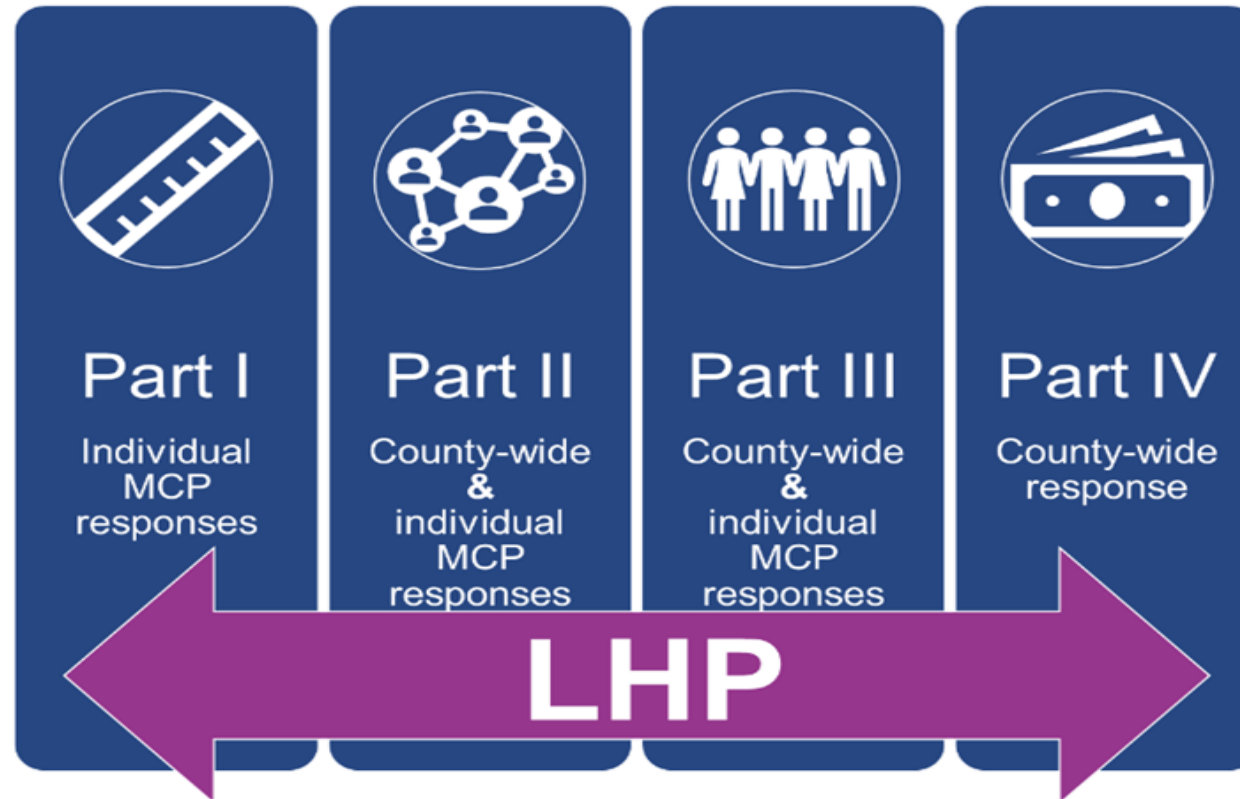 Part I
Individual
MCP
responses
Part II
County-wide
&
individual
MCP
responses
Part III
County-wide
&
individual
MCP
responses
Part IV
County-wide
response
LHP